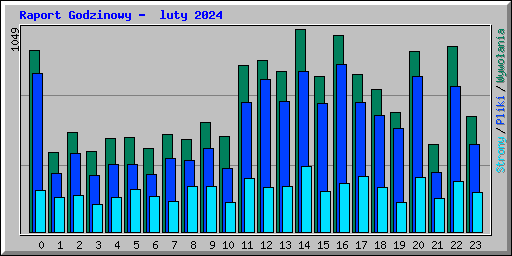 Raport Godzinowy - luty 2024
1049
0 1 2 3 4 5 6 7 8 9 10 11 12 13 14 15 16 17 18 19 20 21 22 23
Strony / Pliki / Wywołania